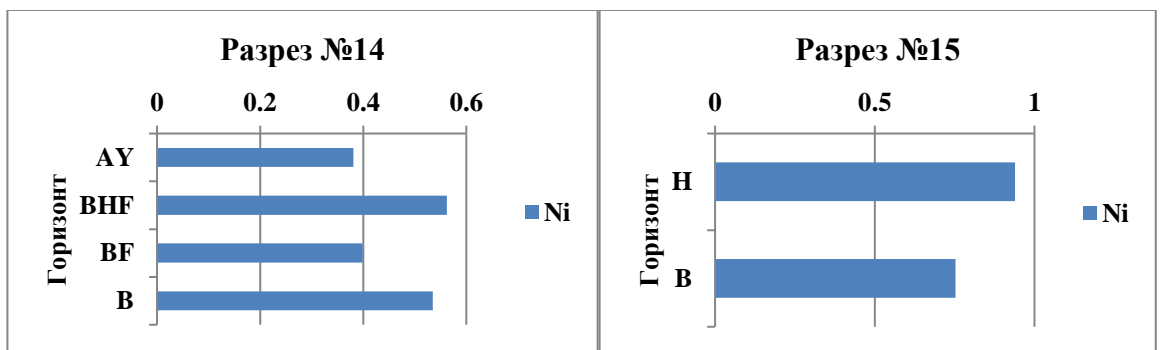 Разрез №14
0 0.2 0.4 0.6
Горизонт
AY
BHF
BF
B
Ni
Разрез №15
0 0.5 1
Горизонт
H
B
Ni